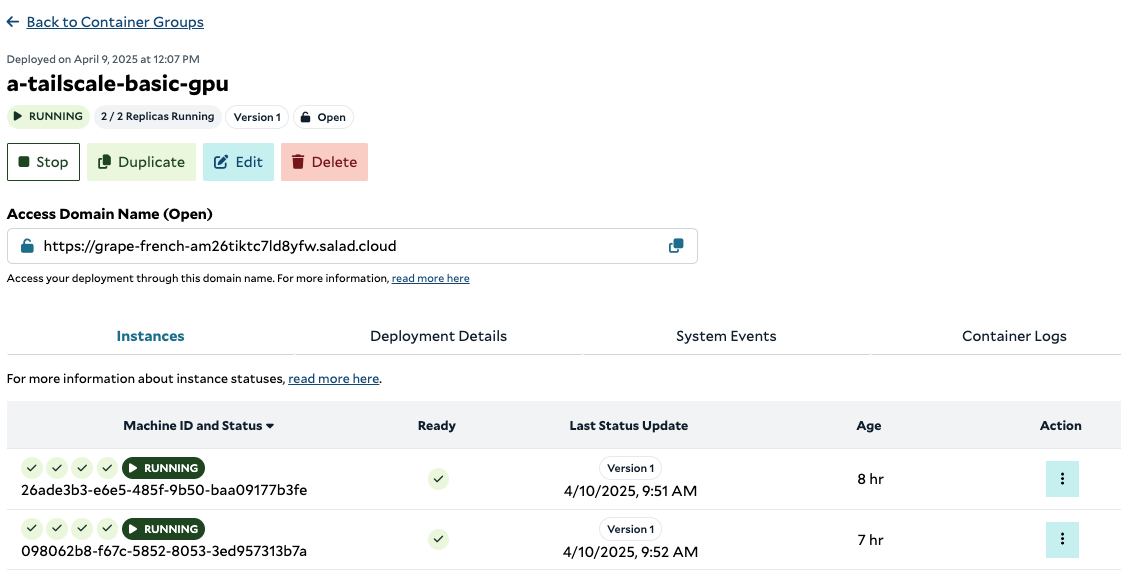 Back to Container Groups
Deployed on April 9, 2025 at 12:07 PM
a-tailscale-basic-gpu
RUNNING 2 / 2 Replicas Running Version 1 Open
Stop Duplicate Edit Delete
Access Domain Name (Open)
https://grape-french-am26tiktc7ld8yfw.salad.cloud
Access your deployment through this domain name. For more information, read more here
Instances Deployment Details System Events Container Logs
For more information about instance statuses, read more here.
Machine ID and Status Ready Last Status Update Age Action
RUNNING Version 1
26ade3b3-e6e5-485f-9b50-baa09177b3fe 4/10/2025, 9:51 AM 8 hr
RUNNING Version 1
098062b8-f67c-5852-8053-3ed957313b7a 4/10/2025, 9:52 AM 7 hr